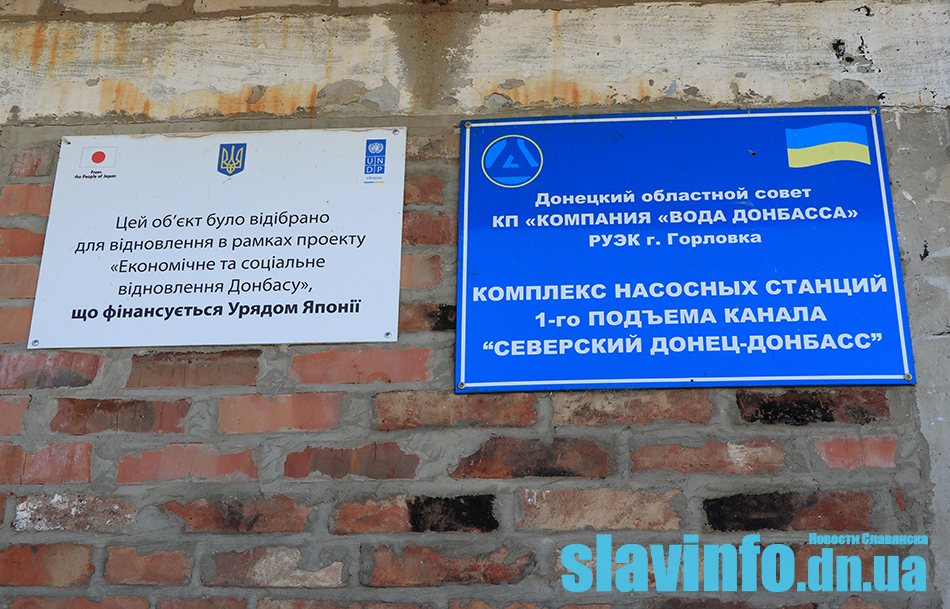 From
the People of Japan
U N
D P
Ukraine
Цей об’єкт було відібрано
для відновлення в рамках проекту
«Економічне та соціальне
відновлення Донбасу»,
що фінансується Урядом Японії
Донецкий областной совет
КП «КОМПАНИЯ «ВОДА ДОНБАССА»
РУЭК г. Горловка
КОМПЛЕКС НАСОСНЫХ СТАНЦИЙ
1-го ПОДЪЕМА КАНАЛА
“СЕВЕРСКИЙ ДОНЕЦ-ДОНБАСС”
Новости Славянска
slavinfo.dn.ua